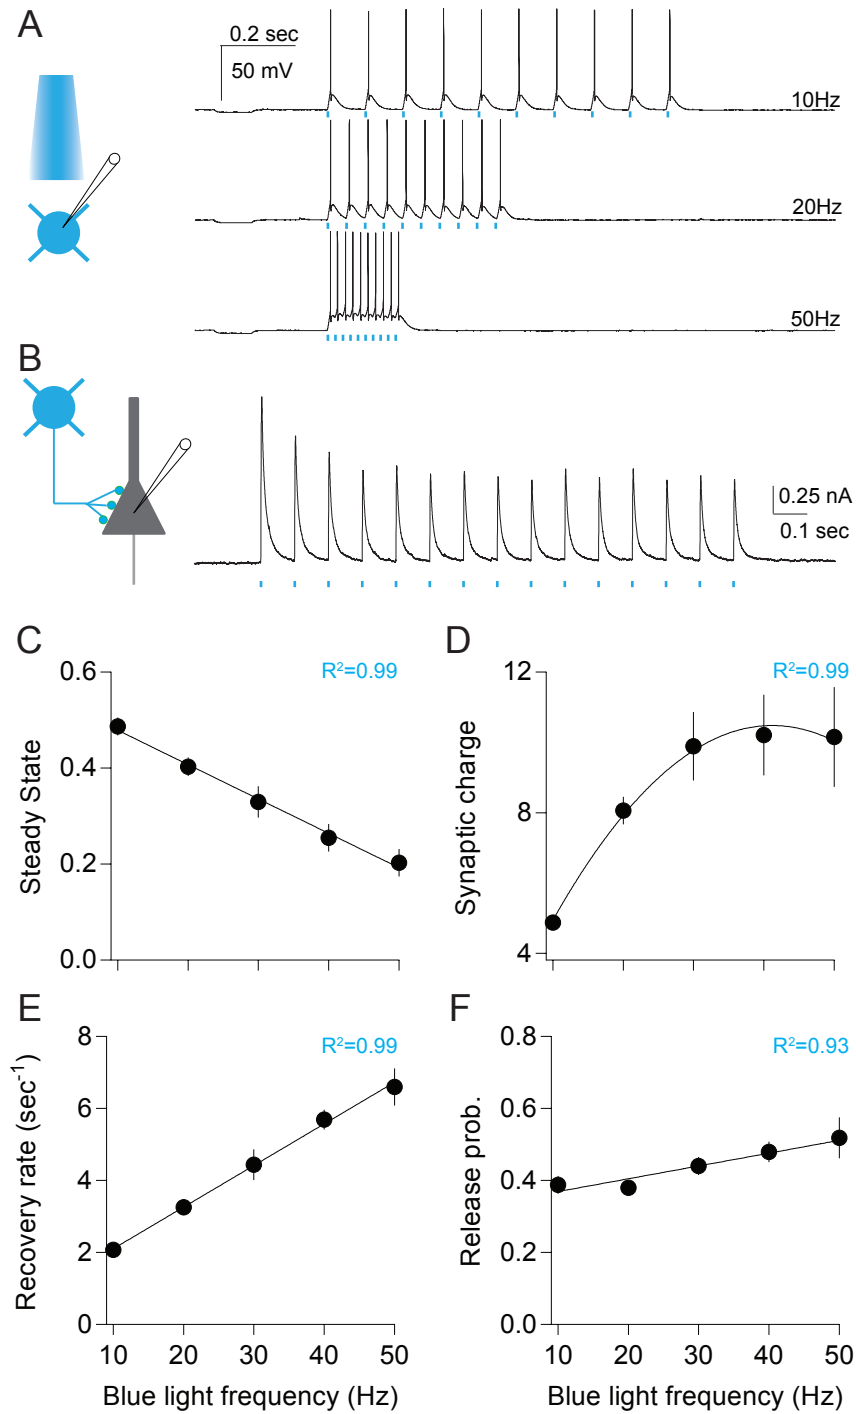 A
0.2 sec
50 mV
10Hz
20Hz
50Hz
B
0.25 nA
0.1 sec
C
R²=0.99
0.6
0.4
0.2
0.0
Steady State
D
R²=0.99
12
8
4
Synaptic charge
E
R²=0.99
8
6
4
2
0
Recovery rate (sec⁻¹)
10 20 30 40 50
Blue light frequency (Hz)
F
R²=0.93
0.8
0.6
0.4
0.2
0.0
Release prob.
10 20 30 40 50
Blue light frequency (Hz)